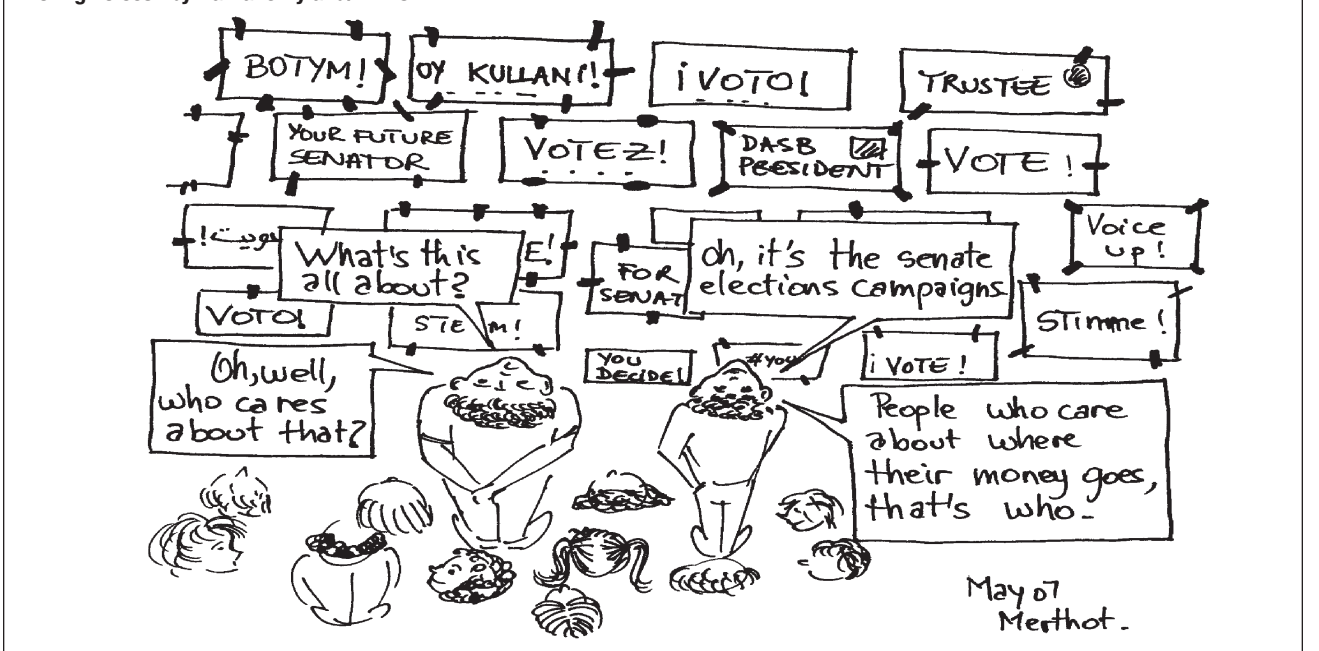 BOTYM!
OY KULLANI!
¡VOTO!
TRUSTEE
YOUR FUTURE
SENATOR
VOTEZ!
DASB
PRESIDENT
VOTE !
E!
FOR
SENAT
Voice
up!
What's this
all about?
oh, it's the senate
elections campaigns
VOTO!
STE M!
STimme!
YOU
DECIDE!
#YOU
¡VOTE!
Oh, well,
who cares
about that?
People who care
about where
their money goes,
that's who-
May 07
Merthot.